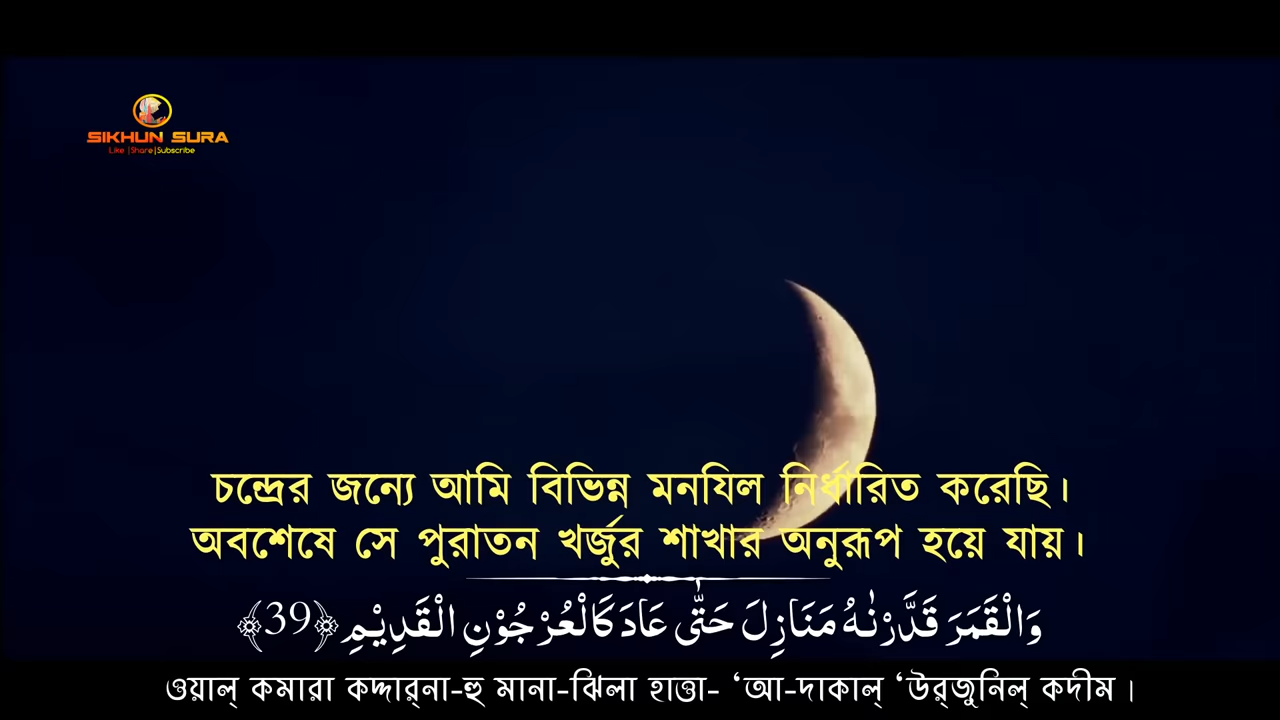 SIKHUN SURA
Like |Share|Subscribe
চন্দ্রের জন্যে আমি বিভিন্ন মনযিল নির্ধারিত করেছি।
অবশেষে সে পুরাতন খর্জুর শাখার অনুরূপ হয়ে যায়।
وَالْقَمَرَ قَدَّرْنٰهُ مَنَازِلَ حَتّٰى عَادَ كَالْعُرْجُوْنِ الْقَدِيْمِ ﴿39﴾
ওয়াল্ কমারা কদ্দার্‌না-হু মানা-ঝিলা হাত্তা- ‘আ-দাকাল্ ‘উর্‌জুনিল্ কদীম।